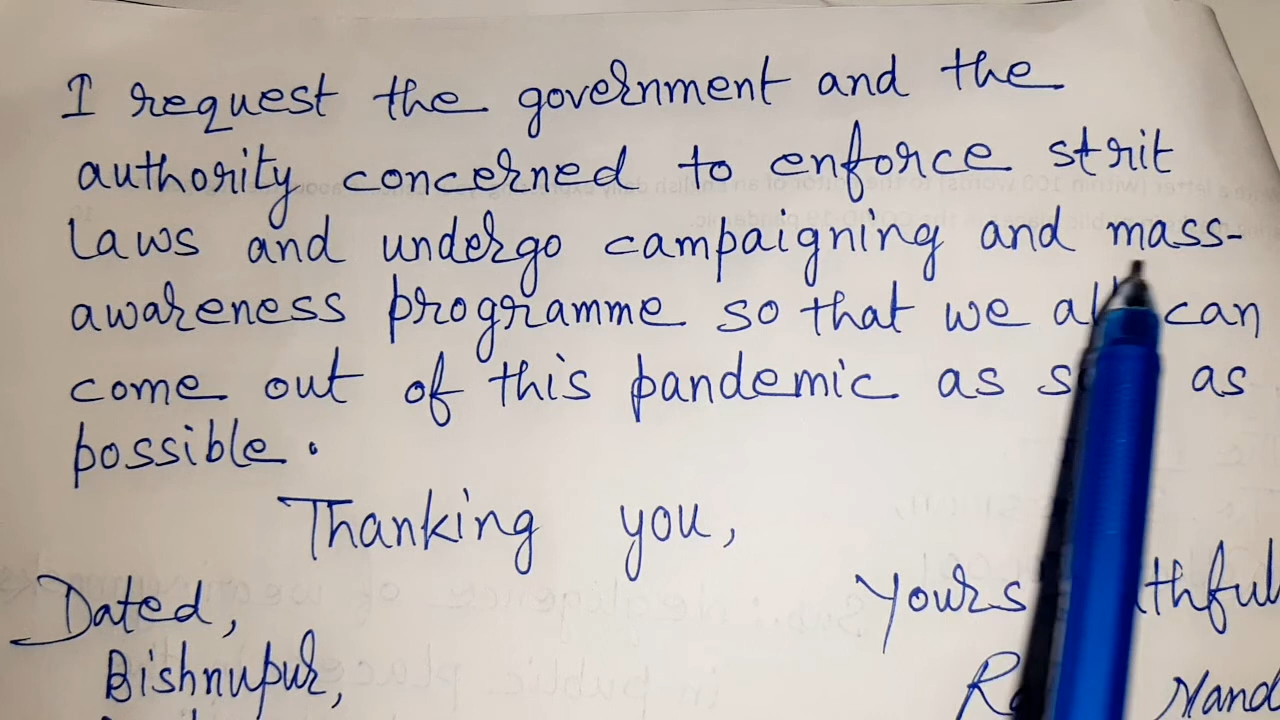 I request the government and the
authority concerned to enforce strit
laws and undergo campaigning and mass-
awareness programme so that we all can
come out of this pandemic as as
possible.
Thanking you,
Dated, Yours
Bishnupur,